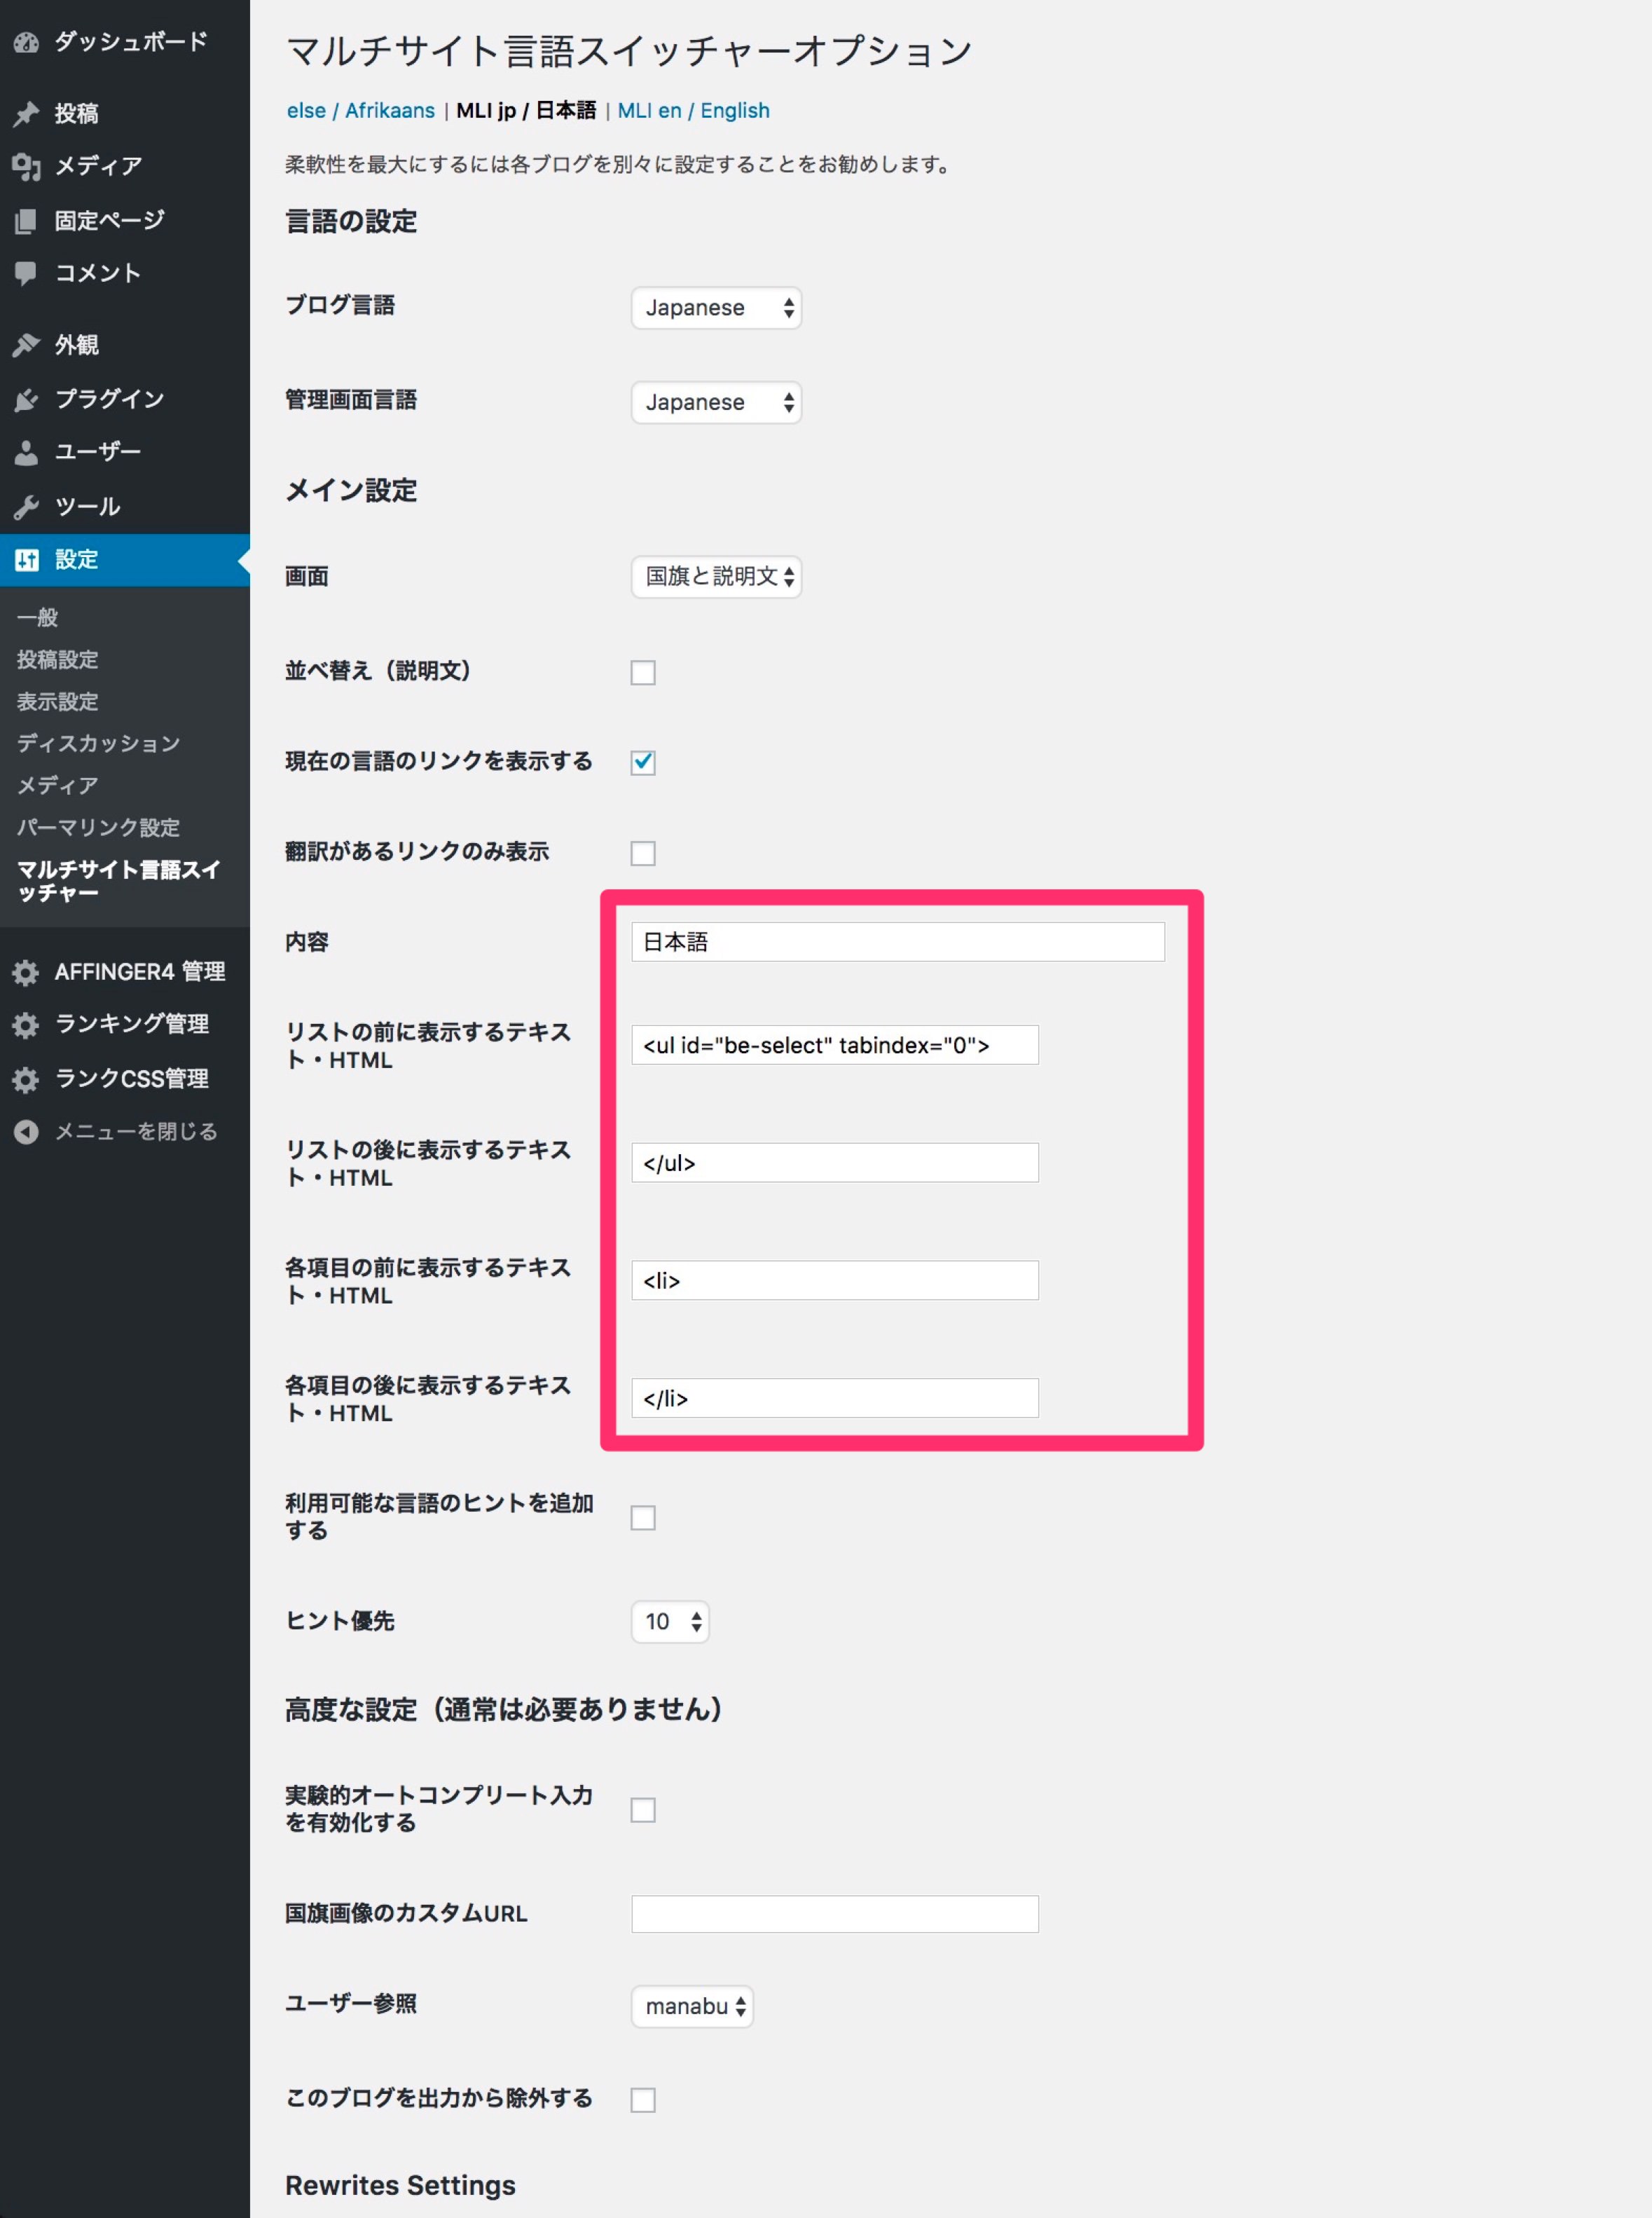 ダッシュボード
投稿
メディア
固定ページ
コメント
外観
プラグイン
ユーザー
ツール
設定
一般
投稿設定
表示設定
ディスカッション
メディア
パーマリンク設定
マルチサイト言語スイ
ッチャー
AFFINGER4 管理
ランキング管理
ランクCSS管理
メニューを閉じる
マルチサイト言語スイッチャーオプション
else / Afrikaans | MLI jp / 日本語 | MLI en / English
柔軟性を最大にするには各ブログを別々に設定することをお勧めします。
言語の設定
ブログ言語 Japanese
管理画面言語 Japanese
メイン設定
画面 国旗と説明文
並べ替え（説明文）
現在の言語のリンクを表示する
翻訳があるリンクのみ表示
内容 日本語
リストの前に表示するテキス
ト・HTML
<ul id="be-select" tabindex="0">
リストの後に表示するテキス
ト・HTML
</ul>
各項目の前に表示するテキス
ト・HTML
<li>
各項目の後に表示するテキス
ト・HTML
</li>
利用可能な言語のヒントを追加
する
ヒント優先 10
高度な設定（通常は必要ありません）
実験的オートコンプリート入力
を有効化する
国旗画像のカスタムURL
ユーザー参照 manabu
このブログを出力から除外する
Rewrites Settings